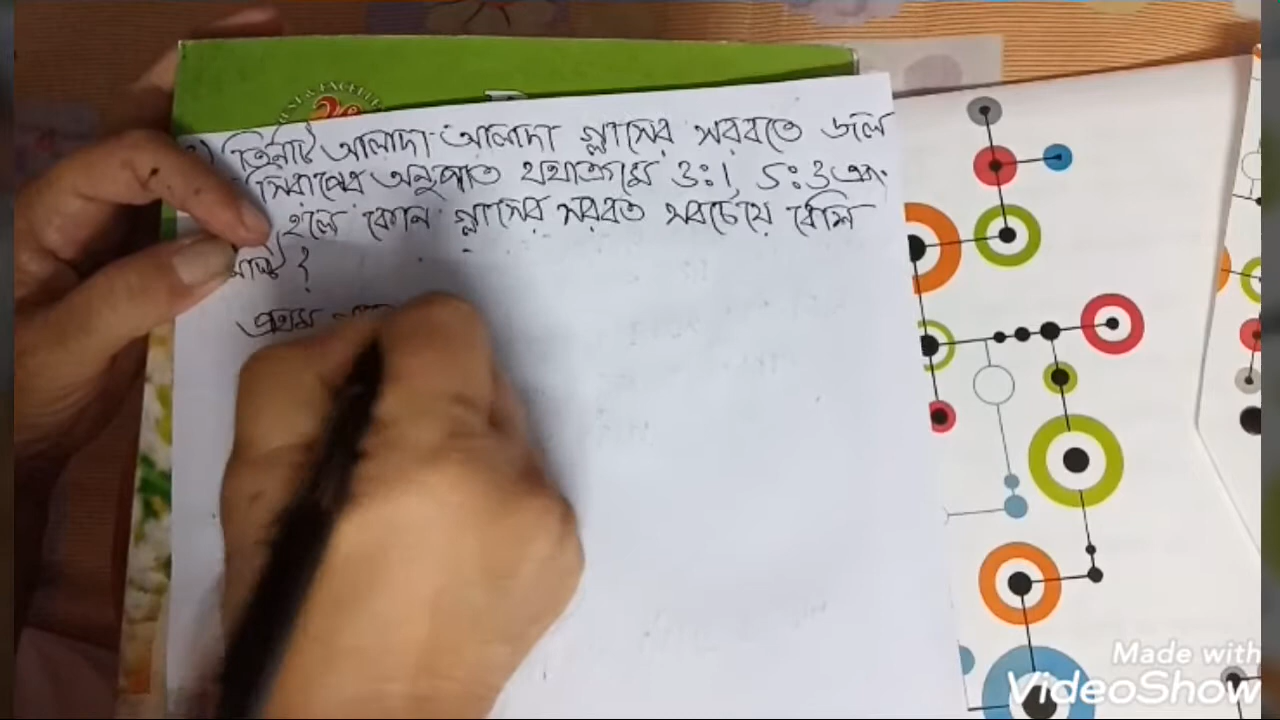 তিনটি আলাদা আলাদা গ্লাসের সরবতে জল
সিরাপের অনুপাত যথাক্রমে ৩:১, ৫:৩ এবং
হলে কোন গ্লাসের সরবত সবচেয়ে বেশি
মিষ্টি?
প্রথম
Made with
VideoShow